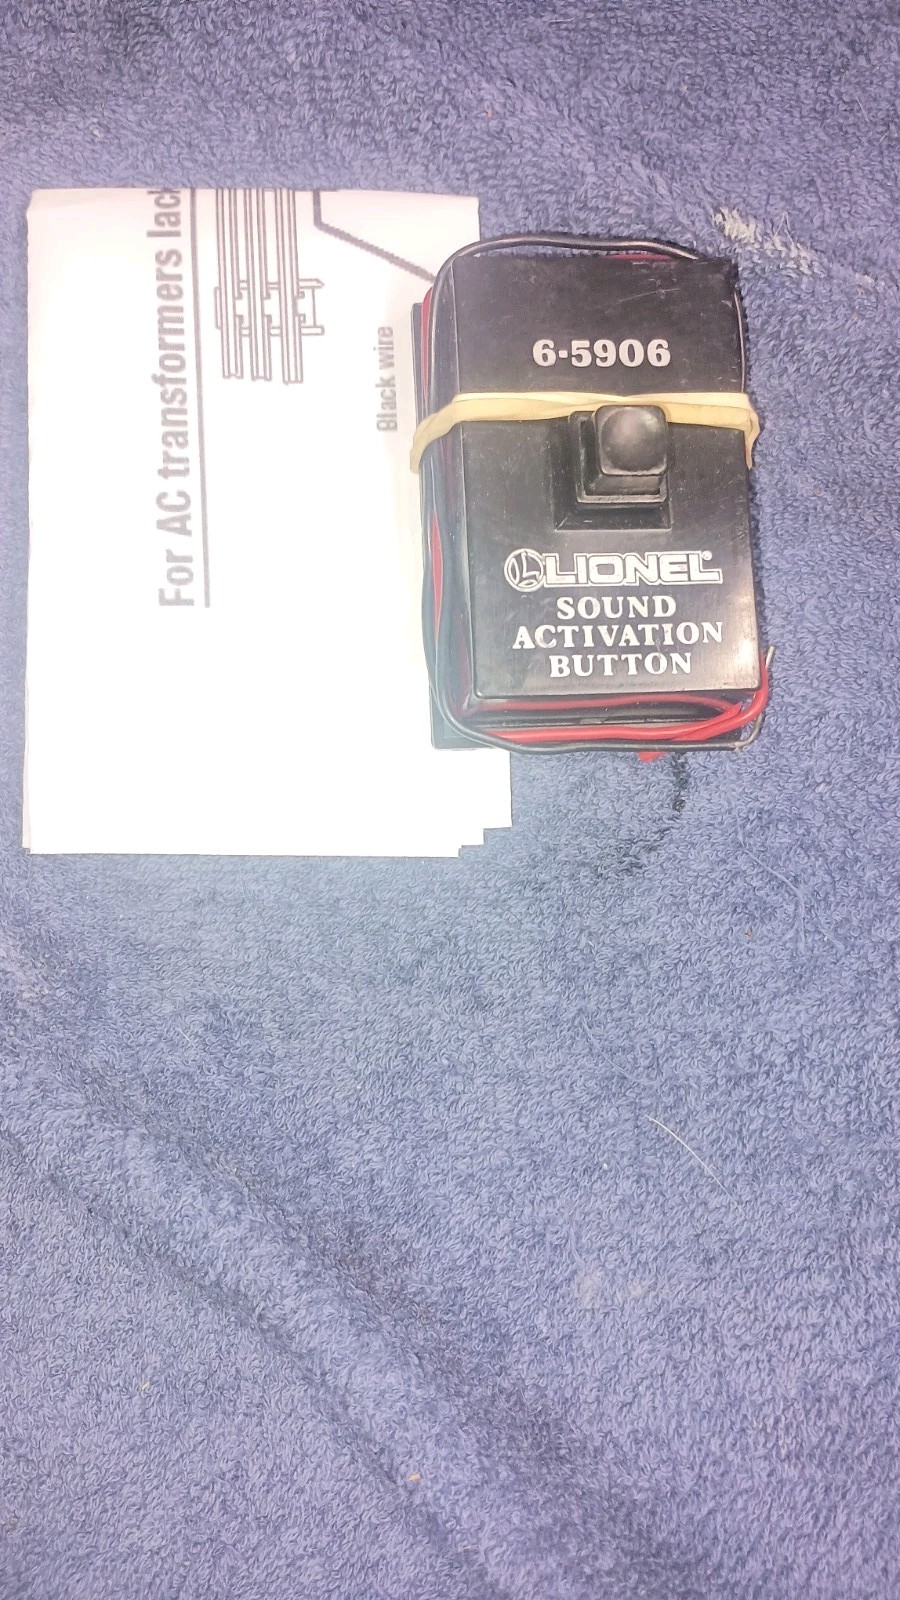 For AC transformers lack
Black wire
6-5906
LIONEL®
SOUND
ACTIVATION
BUTTON